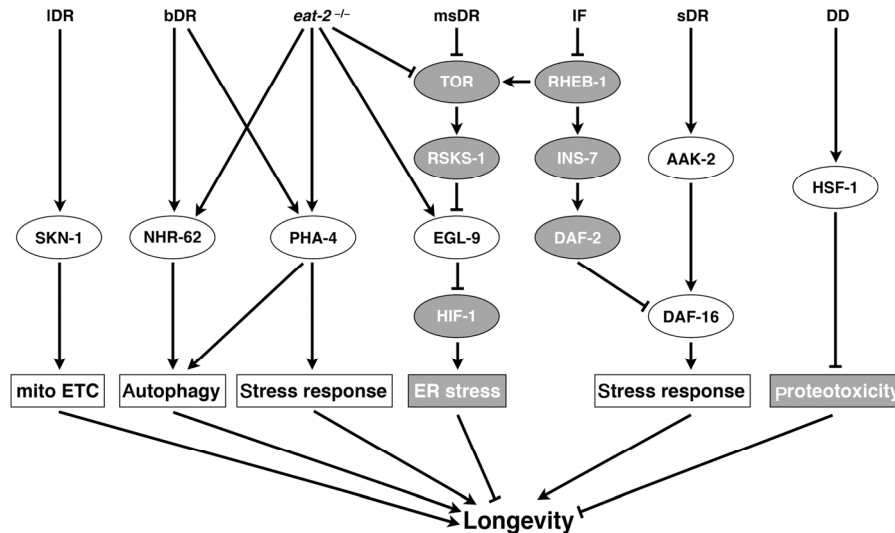 lDR bDR eat-2 –/– msDR IF sDR DD
TOR RHEB-1
RSKS-1 INS-7 AAK-2
HSF-1
SKN-1 NHR-62 PHA-4 EGL-9 DAF-2
HIF-1 DAF-16
mito ETC Autophagy Stress response ER stress Stress response proteotoxicity
Longevity